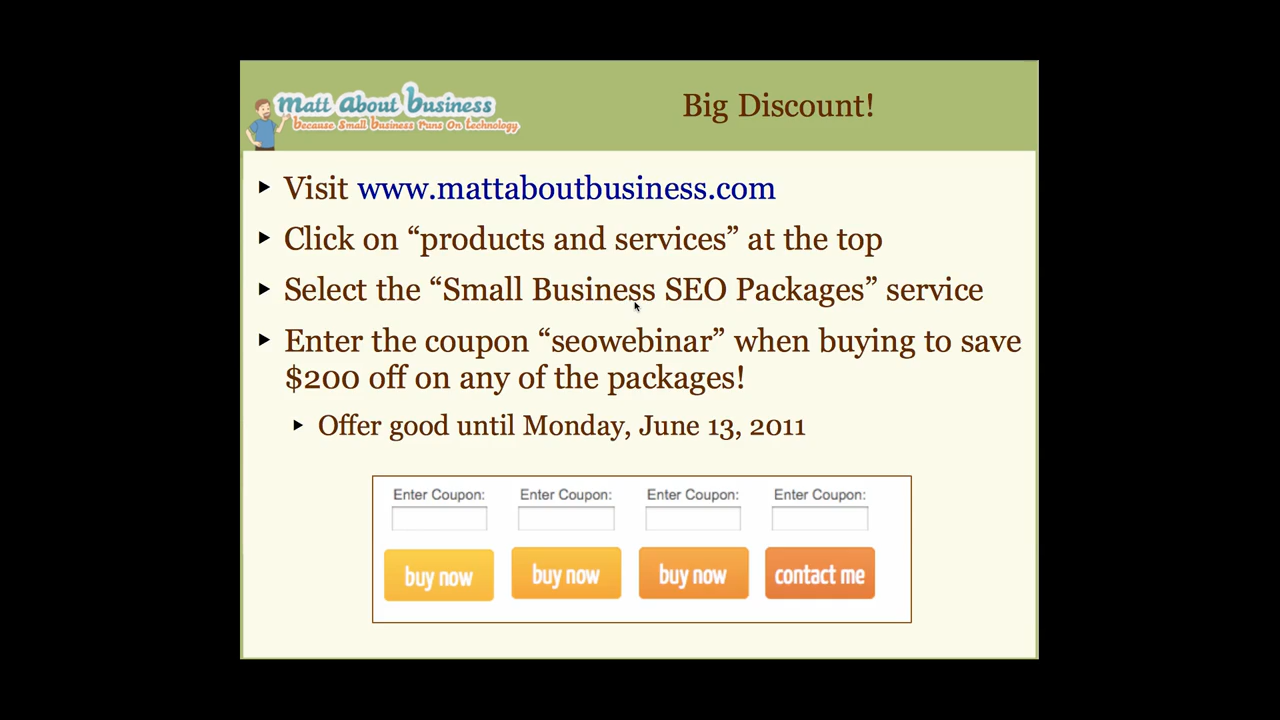 Matt About Business
because Small Business Runs On Technology
Big Discount!
Visit www.mattaboutbusiness.com
Click on “products and services” at the top
Select the “Small Business SEO Packages” service
Enter the coupon “seowebinar” when buying to save
$200 off on any of the packages!
Offer good until Monday, June 13, 2011
Enter Coupon: Enter Coupon: Enter Coupon: Enter Coupon:
buy now buy now buy now contact me